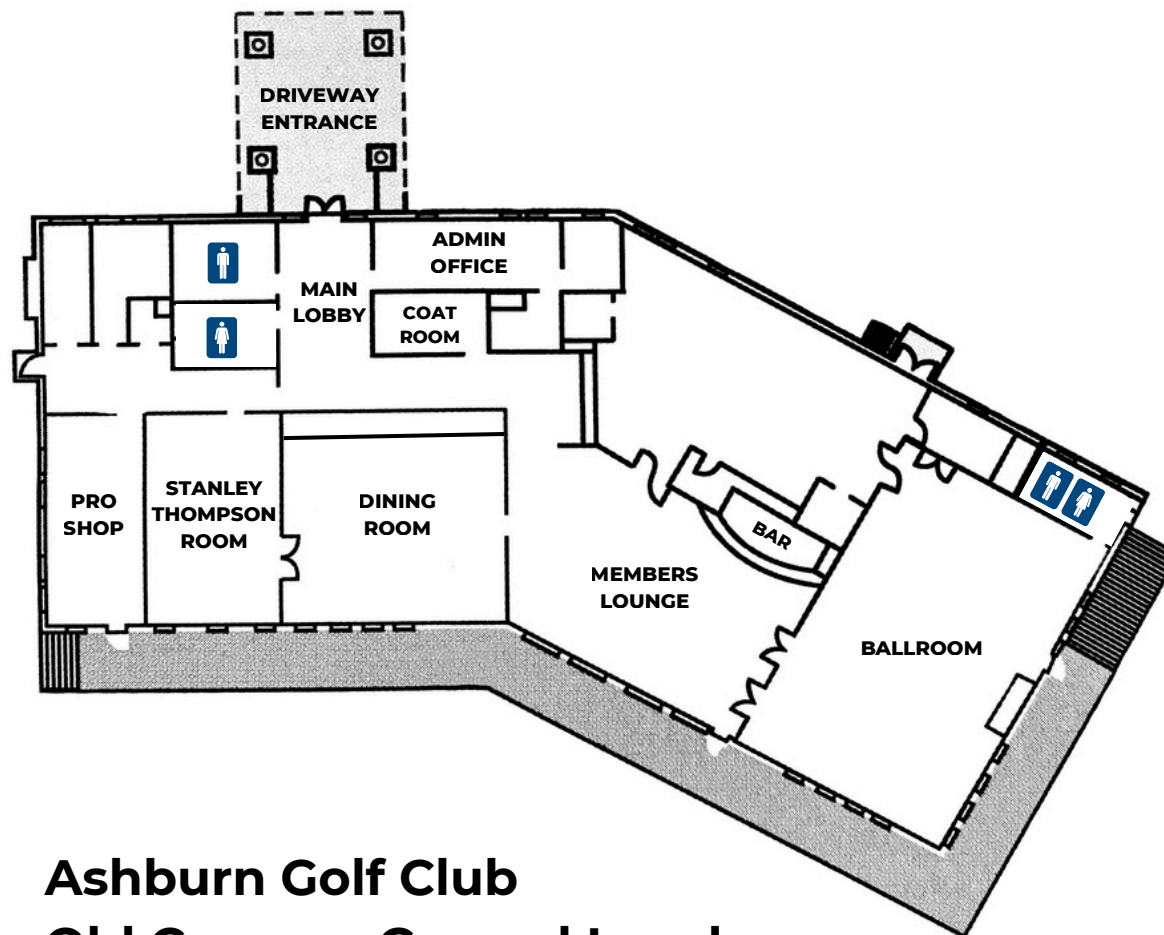 DRIVEWAY
ENTRANCE
ADMIN
OFFICE
MAIN
LOBBY
COAT
ROOM
PRO
SHOP
STANLEY
THOMPSON
ROOM
DINING
ROOM
BAR
MEMBERS
LOUNGE
BALLROOM
Ashburn Golf Club
Old